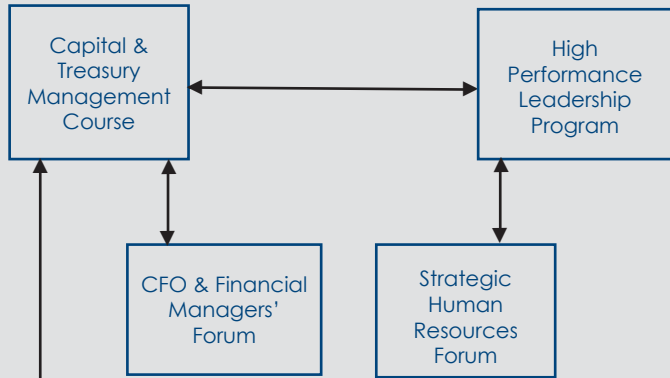 Capital &
Treasury
Management
Course
High
Performance
Leadership
Program
CFO & Financial
Managers’
Forum
Strategic
Human
Resources
Forum